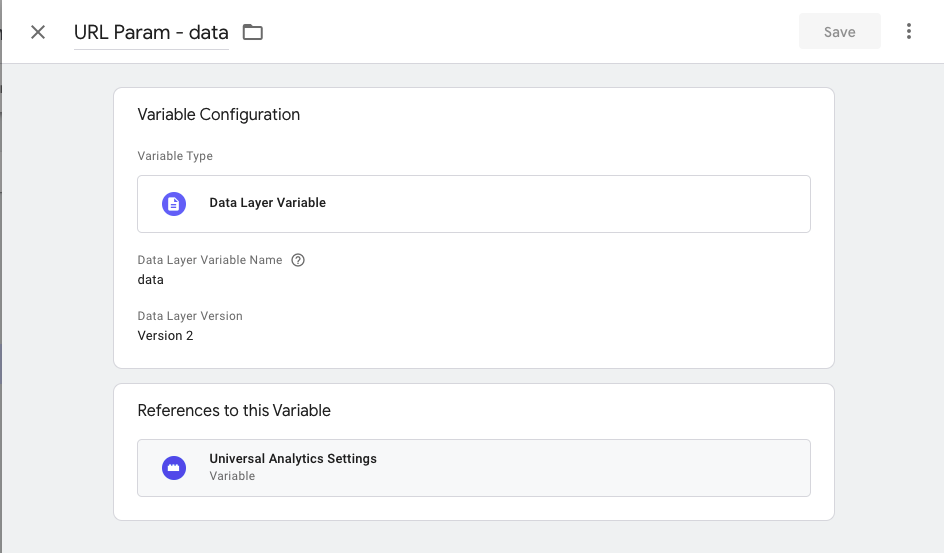 URL Param - data
Save
Variable Configuration
Variable Type
Data Layer Variable
Data Layer Variable Name
data
Data Layer Version
Version 2
References to this Variable
Universal Analytics Settings
Variable